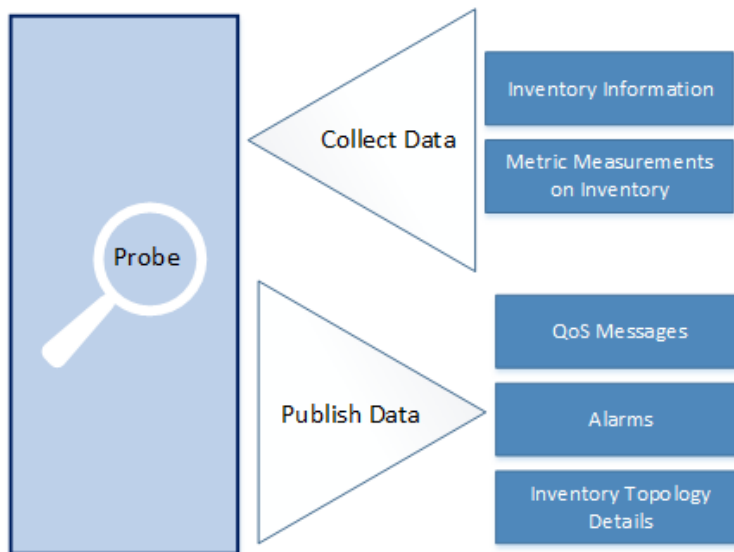 Probe
Collect Data
Inventory Information
Metric Measurements
on Inventory
Publish Data
QoS Messages
Alarms
Inventory Topology
Details